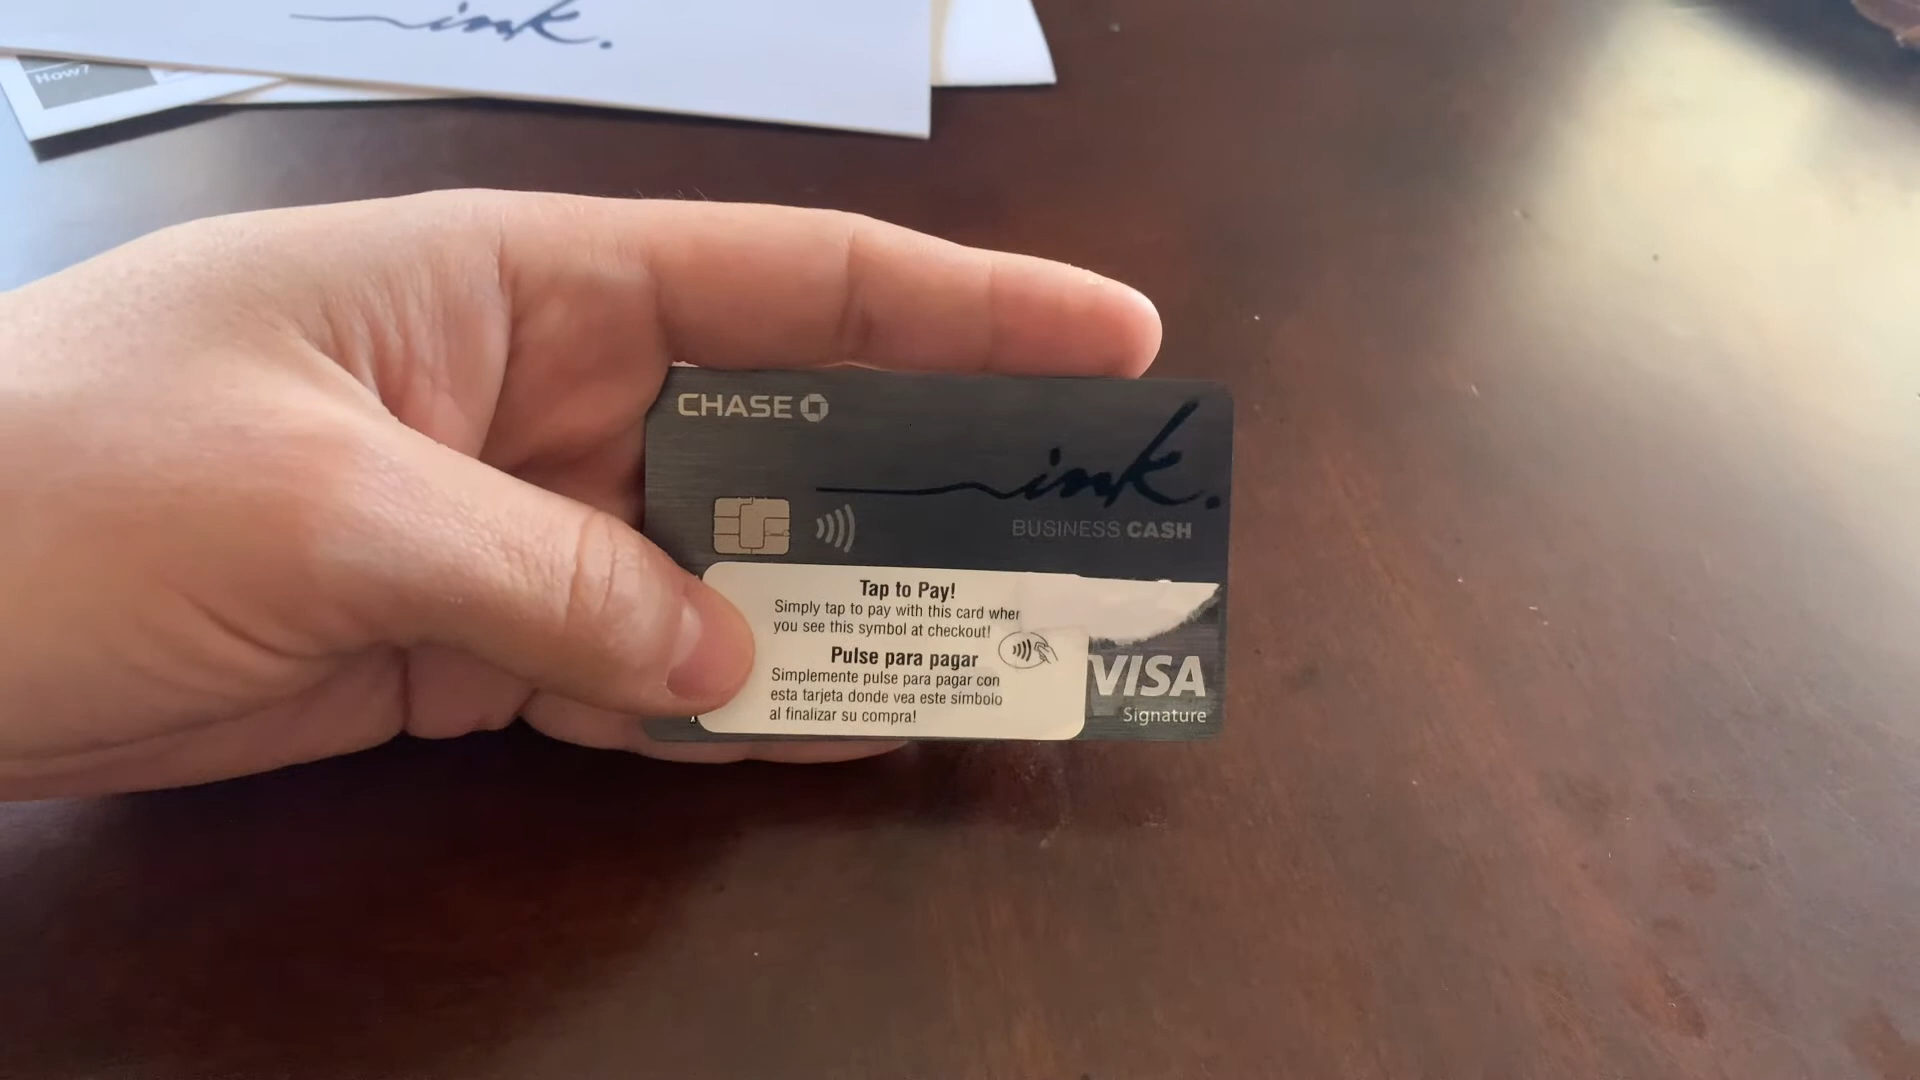 ink.
How?
CHASE
ink.
BUSINESS CASH
Tap to Pay!
Simply tap to pay with this card when
you see this symbol at checkout!
Pulse para pagar
Simplemente pulse para pagar con
esta tarjeta donde vea este símbolo
al finalizar su compra!
VISA
Signature